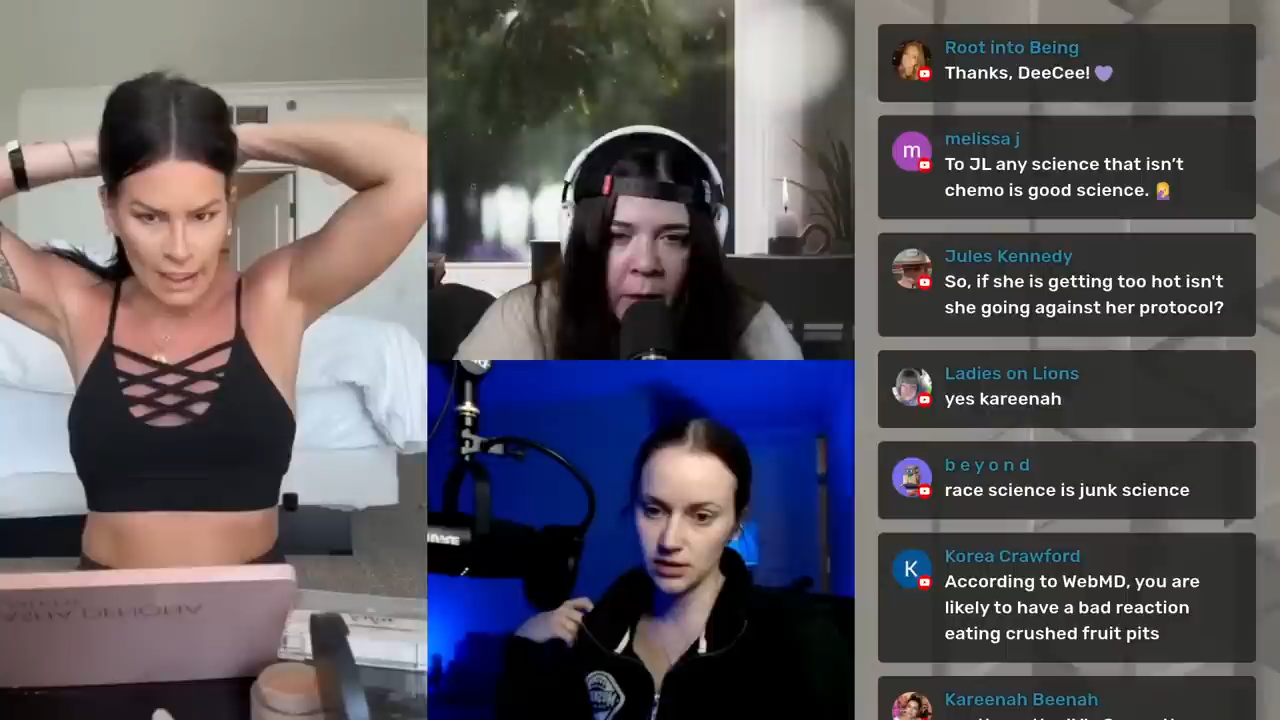 Root into Being
Thanks, DeeCee! 💜
melissa j
To JL any science that isn’t
chemo is good science. 🤦‍♀️
Jules Kennedy
So, if she is getting too hot isn't
she going against her protocol?
Ladies on Lions
yes kareenah
b e y o n d
race science is junk science
Korea Crawford
According to WebMD, you are
likely to have a bad reaction
eating crushed fruit pits
Kareenah Beenah
m
K